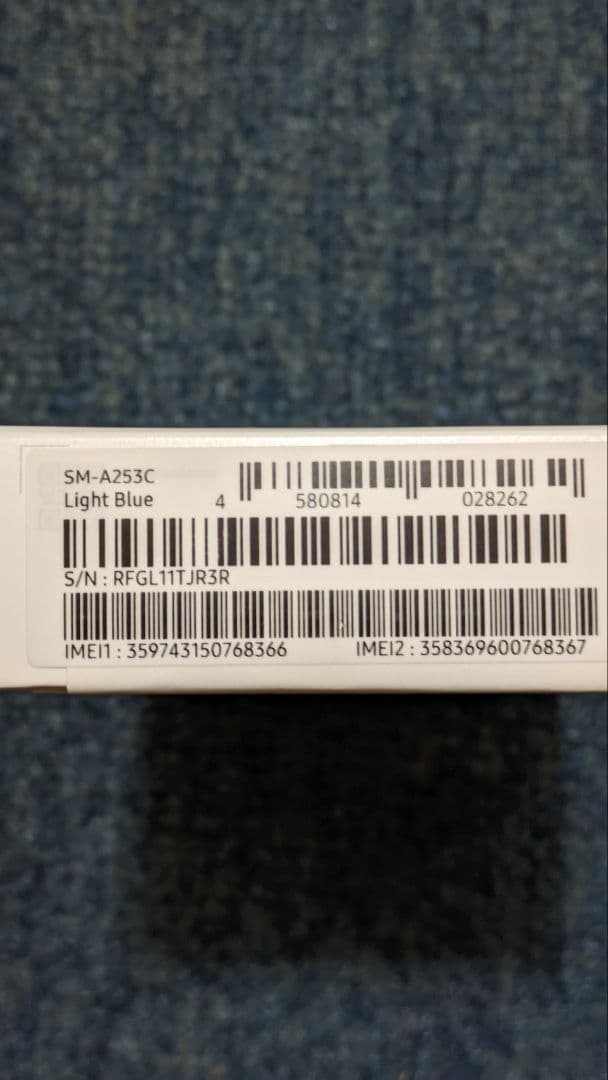 SM-A253C
Light Blue
4 580814 028262
S/N : RFGL11TJR3R
IMEI1 : 359743150768366 IMEI2 : 358369600768367